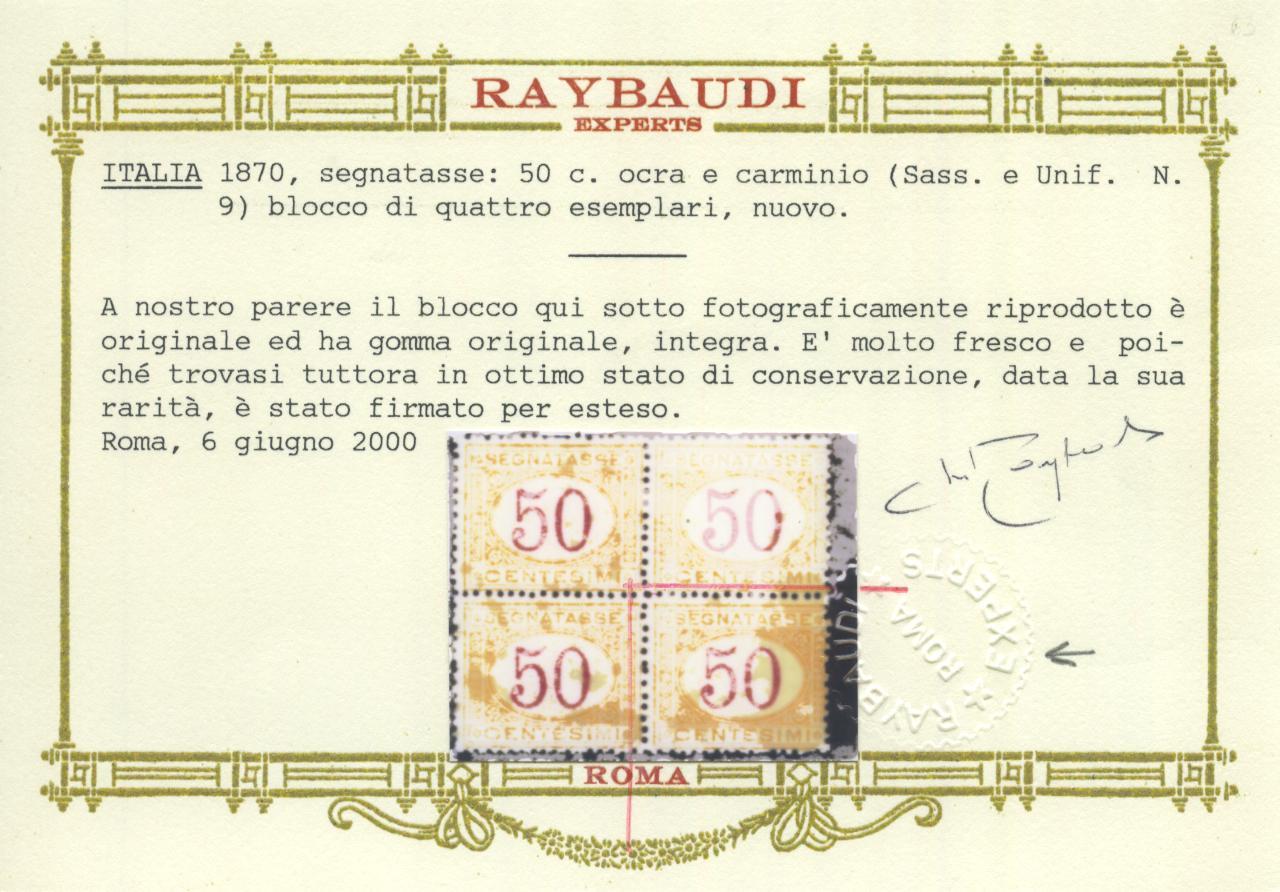 RAYBAUDI
EXPERTS
ITALIA 1870, segnatasse: 50 c. ocra e carminio (Sass. e Unif. N.
9) blocco di quattro esemplari, nuovo.
A nostro parere il blocco qui sotto fotograficamente riprodotto è
originale ed ha gomma originale, integra. E' molto fresco e poi-
ché trovasi tuttora in ottimo stato di conservazione, data la sua
rarità, è stato firmato per esteso.
Roma, 6 giugno 2000
SEGNATASSE SEGNATASSE
50 50
CENTESIMI CENTESIMI
SEGNATASSE SEGNATASSE
50 50
CENTESIMI CENTESIMI
RAYBAUDI ★ EXPERTS ★
ROMA
ROMA